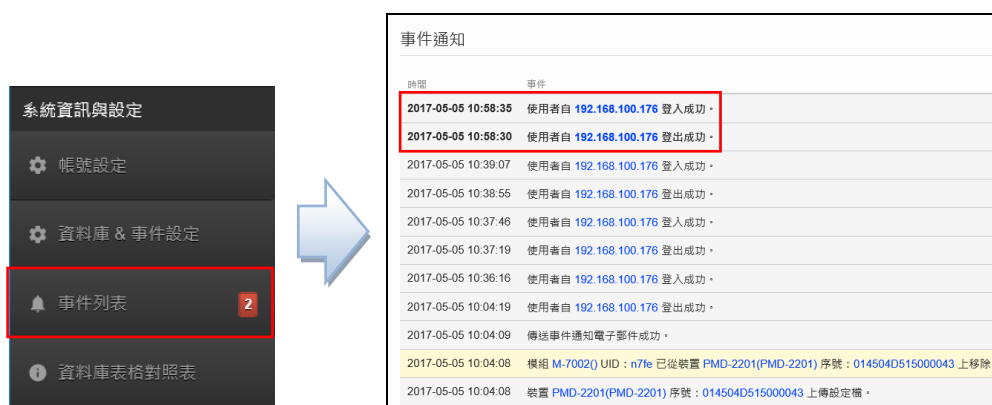 系統資訊與設定
帳號設定
資料庫 & 事件設定
事件列表 2
資料庫表格對照表
事件通知
時間 事件
2017-05-05 10:58:35 使用者自 192.168.100.176 登入成功。
2017-05-05 10:58:30 使用者自 192.168.100.176 登出成功。
2017-05-05 10:39:07 使用者自 192.168.100.176 登入成功。
2017-05-05 10:38:55 使用者自 192.168.100.176 登出成功。
2017-05-05 10:37:46 使用者自 192.168.100.176 登入成功。
2017-05-05 10:37:19 使用者自 192.168.100.176 登出成功。
2017-05-05 10:36:16 使用者自 192.168.100.176 登入成功。
2017-05-05 10:04:19 使用者自 192.168.100.176 登出成功。
2017-05-05 10:04:09 傳送事件通知電子郵件成功。
2017-05-05 10:04:08 模組 M-7002() UID：n7fe 已從裝置 PMD-2201(PMD-2201) 序號：014504D515000043 上移除
2017-05-05 10:04:08 裝置 PMD-2201(PMD-2201) 序號：014504D515000043 上傳設定檔。